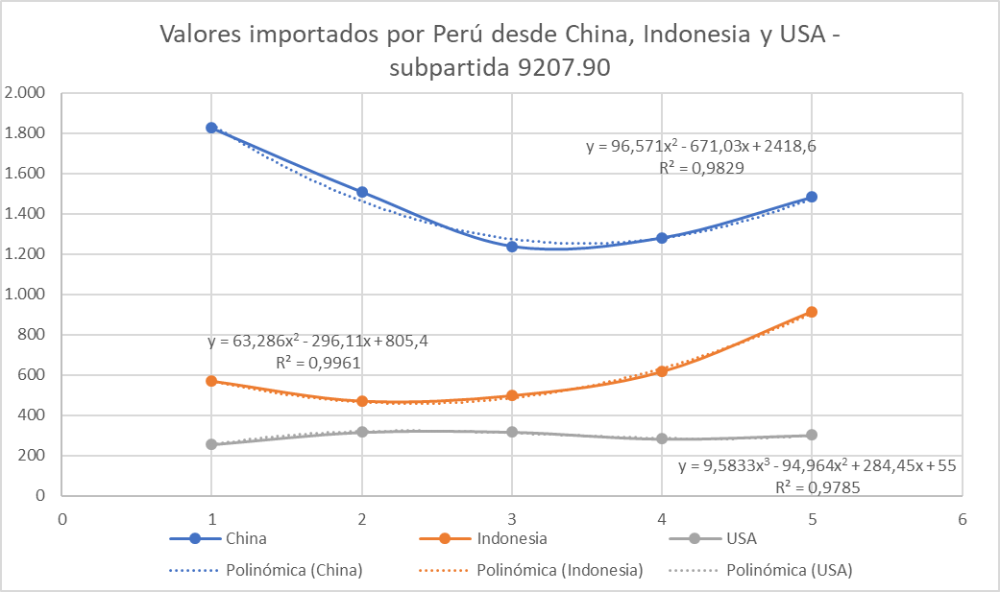 Valores importados por Perú desde China, Indonesia y USA -
subpartida 9207.90
2.000
1.800
1.600
1.400
1.200
1.000
800
600
400
200
0
y = 96,571x² - 671,03x + 2418,6
R² = 0,9829
y = 63,286x² - 296,11x + 805,4
R² = 0,9961
y = 9,5833x³ - 94,964x² + 284,45x + 55
R² = 0,9785
0 1 2 3 4 5 6
China Indonesia USA
Polinómica (China) Polinómica (Indonesia) Polinómica (USA)